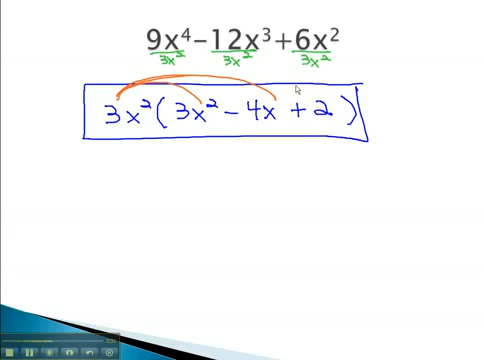 9x⁴−12x³+6x²
3x² 3x² 3x²
3x²(3x² − 4x + 2)